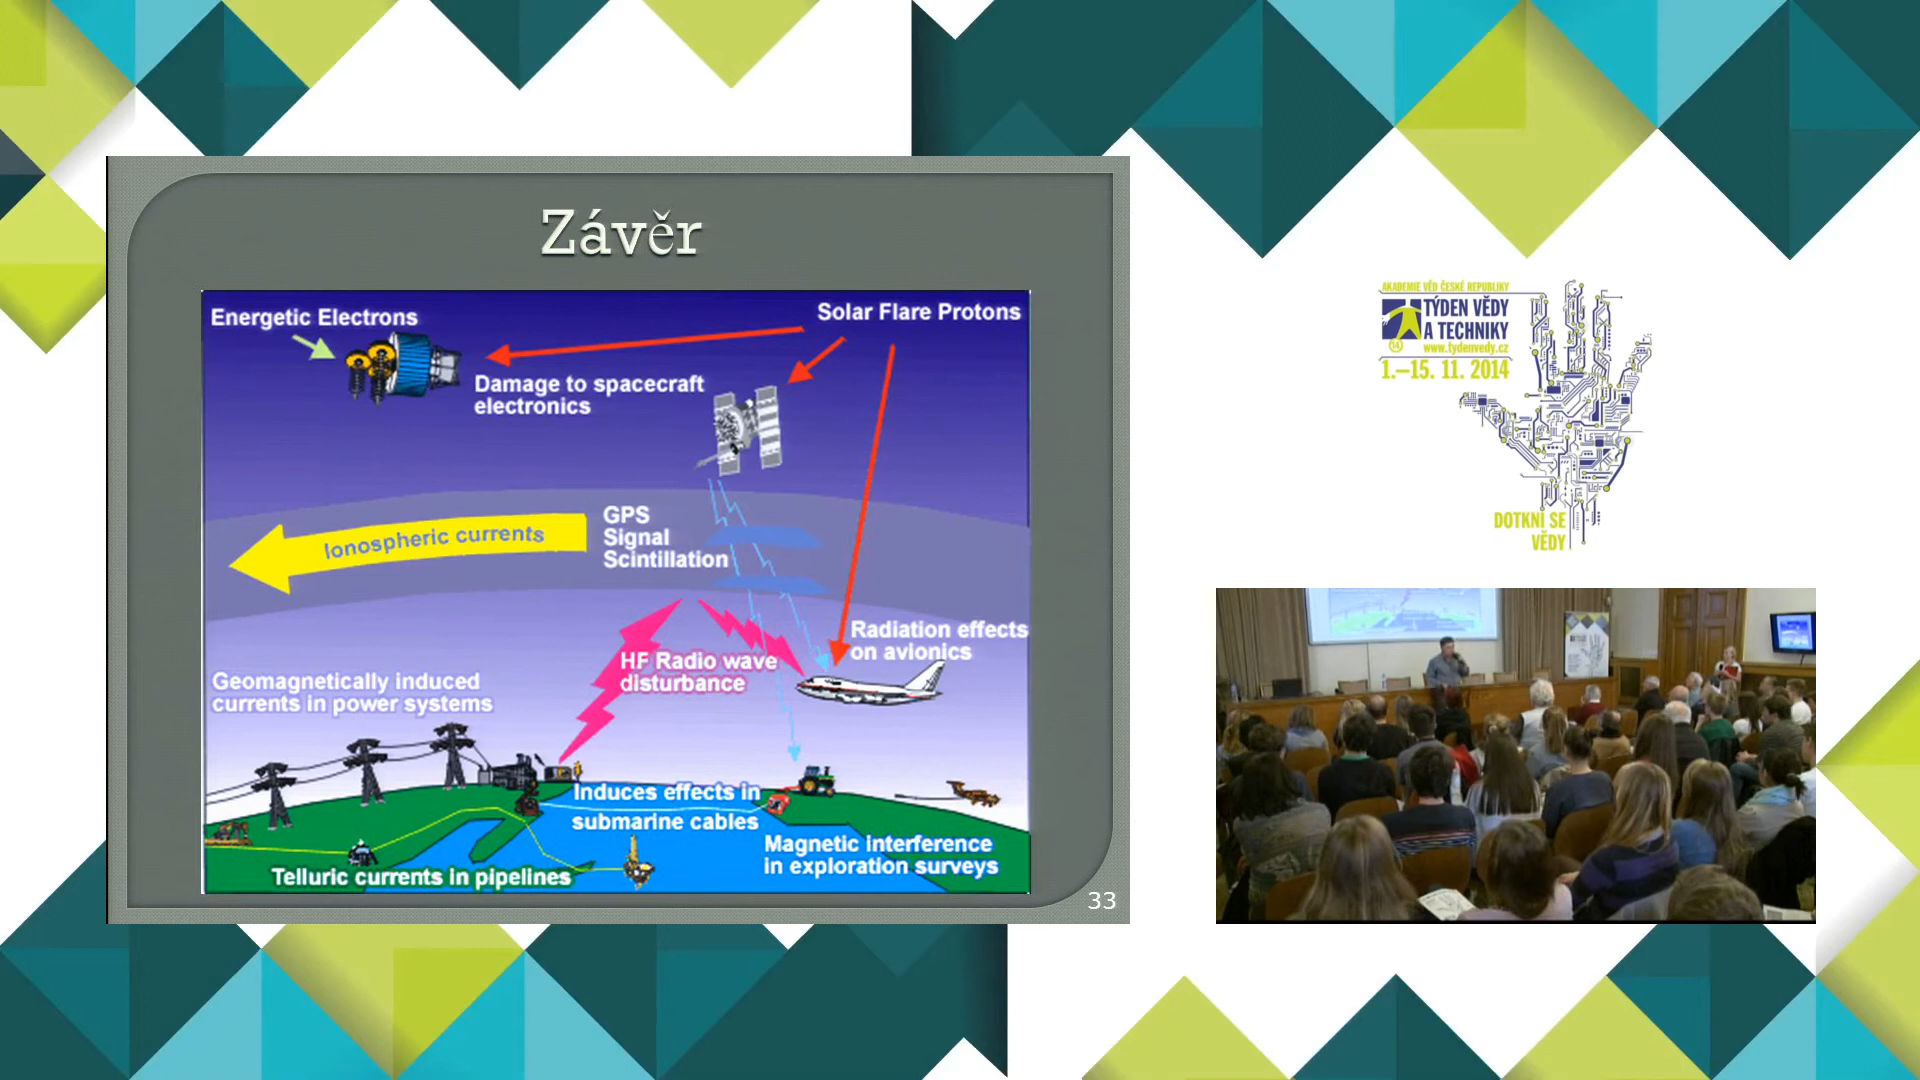 Závěr
Energetic Electrons
Solar Flare Protons
Damage to spacecraft
electronics
GPS
Signal
Scintillation
Ionospheric currents
Radiation effects
on avionics
HF Radio wave
disturbance
Geomagnetically induced
currents in power systems
Induces effects in
submarine cables
Magnetic interference
in exploration surveys
Telluric currents in pipelines
33
AKADEMIE VĚD ČESKÉ REPUBLIKY
TÝDEN VĚDY
A TECHNIKY
www.tydenvedy.cz
1.–15. 11. 2014
DOTKNI SE
VĚDY